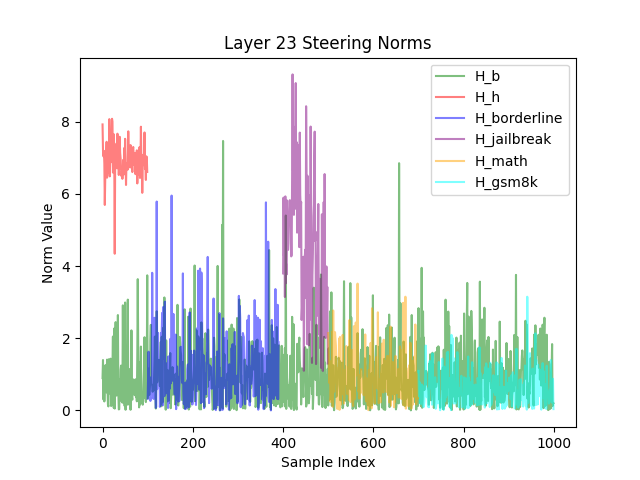 Layer 23 Steering Norms
H_b
H_h
H_borderline
H_jailbreak
H_math
H_gsm8k
Norm Value
8
6
4
2
0
0 200 400 600 800 1000
Sample Index